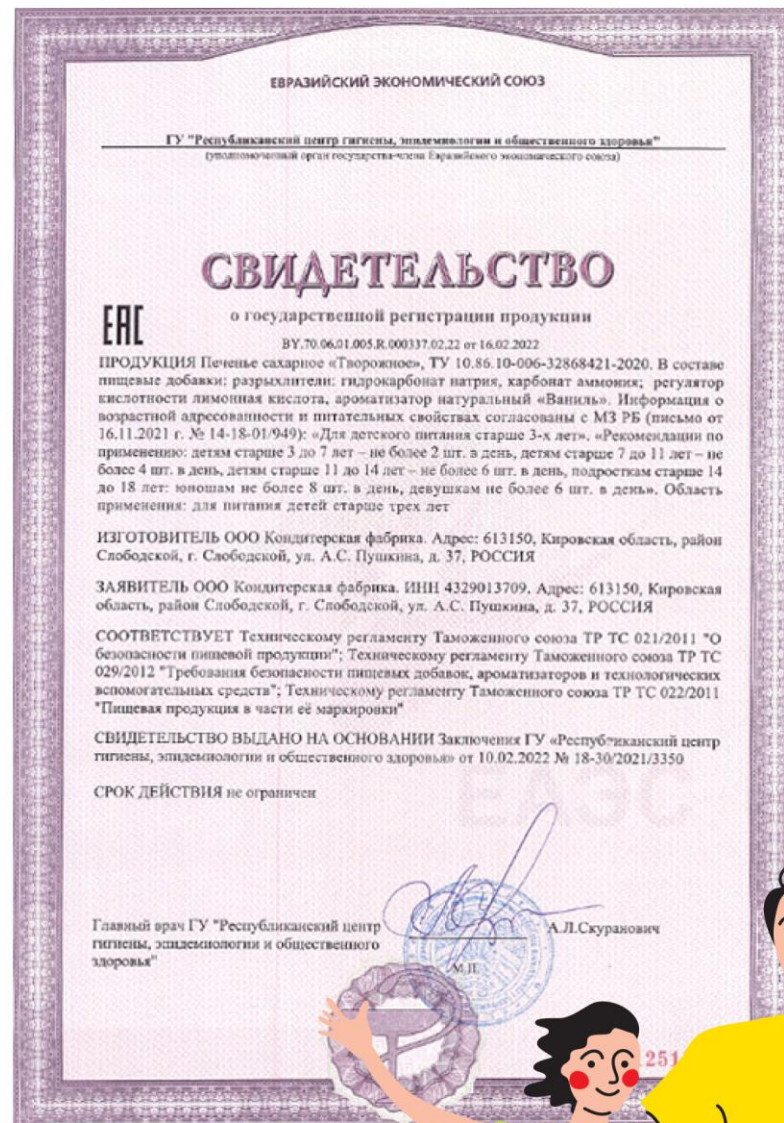 ЕВРАЗИЙСКИЙ ЭКОНОМИЧЕСКИЙ СОЮЗ
ГУ "Республиканский центр гигиены, эпидемиологии и общественного здоровья"
(уполномоченный орган государства-члена Евразийского экономического союза)
СВИДЕТЕЛЬСТВО
EAC
о государственной регистрации продукции
BY.70.06.01.005.R.000337.02.22 от 16.02.2022
ПРОДУКЦИЯ Печенье сахарное «Творожное», ТУ 10.86.10-006-32868421-2020. В составе
пищевые добавки: разрыхлители: гидрокарбонат натрия, карбонат аммония; регулятор
кислотности лимонная кислота, ароматизатор натуральный «Ваниль». Информация о
возрастной адресованности и питательных свойствах согласованы с МЗ РБ (письмо от
16.11.2021 г. № 14-18-01/949): «Для детского питания старше 3-х лет». «Рекомендации по
применению: детям старше 3 до 7 лет – не более 2 шт. в день, детям старше 7 до 11 лет – не
более 4 шт. в день, детям старше 11 до 14 лет – не более 6 шт. в день, подросткам старше 14
до 18 лет: юношам не более 8 шт. в день, девушкам не более 6 шт. в день». Область
применения: для питания детей старше трех лет
ИЗГОТОВИТЕЛЬ ООО Кондитерская фабрика. Адрес: 613150, Кировская область, район
Слободской, г. Слободской, ул. А.С. Пушкина, д. 37, РОССИЯ
ЗАЯВИТЕЛЬ ООО Кондитерская фабрика. ИНН 4329013709. Адрес: 613150, Кировская
область, район Слободской, г. Слободской, ул. А.С. Пушкина, д. 37, РОССИЯ
СООТВЕТСТВУЕТ Техническому регламенту Таможенного союза ТР ТС 021/2011 "О
безопасности пищевой продукции"; Техническому регламенту Таможенного союза ТР ТС
029/2012 "Требования безопасности пищевых добавок, ароматизаторов и технологических
вспомогательных средств"; Техническому регламенту Таможенного союза ТР ТС 022/2011
"Пищевая продукция в части её маркировки"
СВИДЕТЕЛЬСТВО ВЫДАНО НА ОСНОВАНИИ Заключения ГУ «Республиканский центр
гигиены, эпидемиологии и общественного здоровья» от 10.02.2022 № 18-30/2021/3350
СРОК ДЕЙСТВИЯ не ограничен
ЕАЭС
Главный врач ГУ "Республиканский центр
гигиены, эпидемиологии и общественного
здоровья"
А.Л.Скуранович
М.П.
251